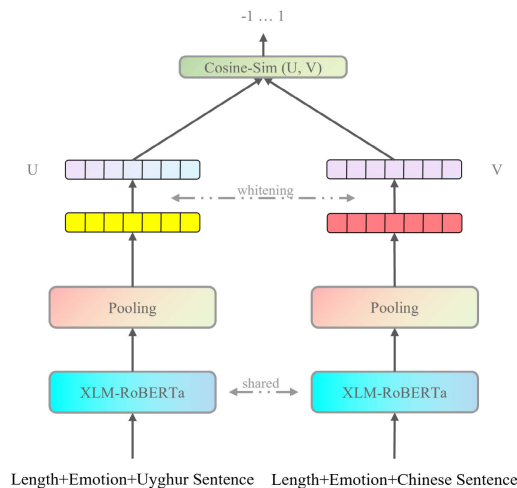 -1 … 1
Cosine-Sim (U, V)
U
V
whitening
Pooling
Pooling
XLM-RoBERTa
shared
XLM-RoBERTa
Length+Emotion+Uyghur Sentence
Length+Emotion+Chinese Sentence